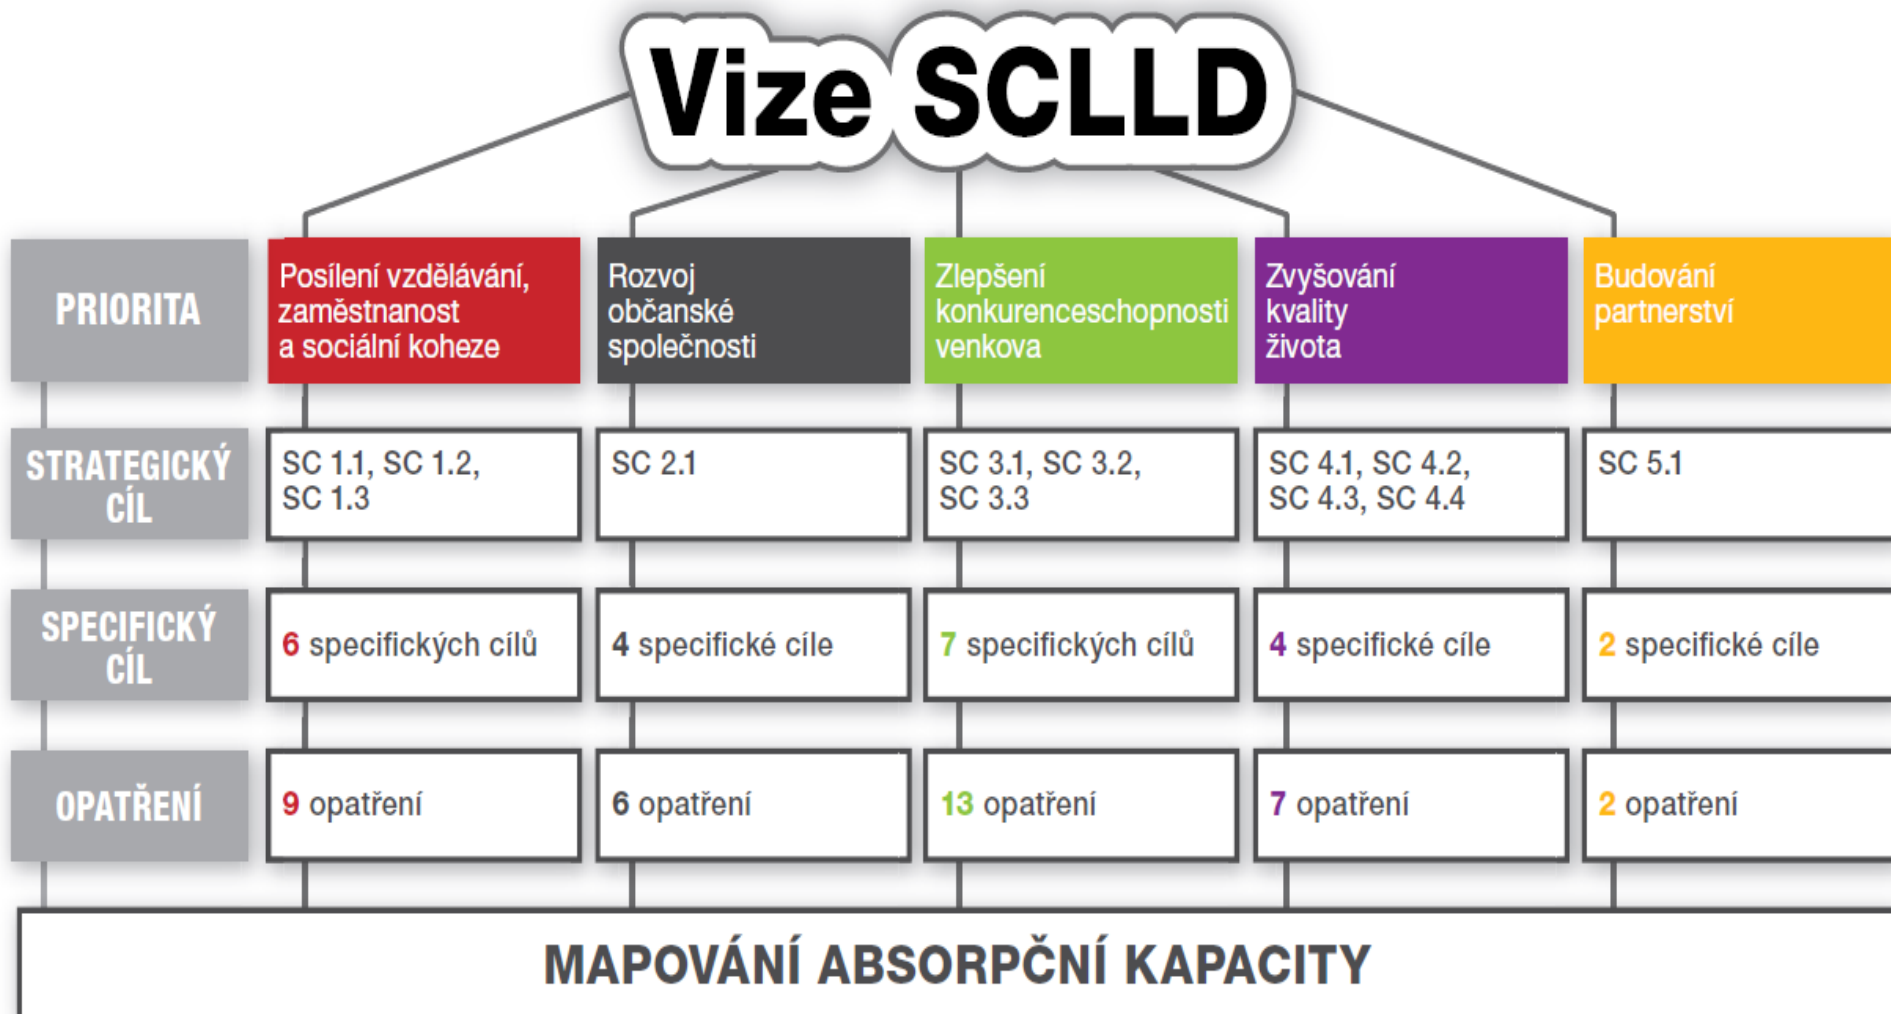 Vize SCLLD
PRIORITA
Posílení vzdělávání,
zaměstnanost
a sociální koheze
Rozvoj
občanské
společnosti
Zlepšení
konkurenceschopnosti
venkova
Zvyšování
kvality
života
Budování
partnerství
STRATEGICKÝ
CÍL
SC 1.1, SC 1.2,
SC 1.3
SC 2.1
SC 3.1, SC 3.2,
SC 3.3
SC 4.1, SC 4.2,
SC 4.3, SC 4.4
SC 5.1
SPECIFICKÝ
CÍL
6 specifických cílů
4 specifické cíle
7 specifických cílů
4 specifické cíle
2 specifické cíle
OPATŘENÍ
9 opatření
6 opatření
13 opatření
7 opatření
2 opatření
MAPOVÁNÍ ABSORPČNÍ KAPACITY